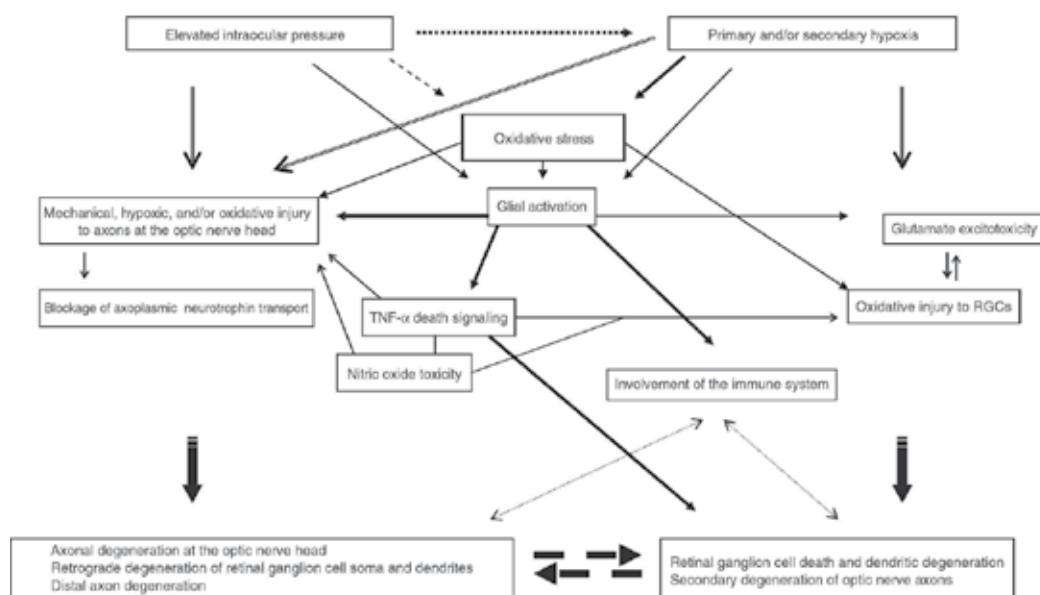 Elevated intraocular pressure
Primary and/or secondary hypoxia
Oxidative stress
Mechanical, hypoxic, and/or oxidative injury
to axons at the optic nerve head
Glial activation
Glutamate excitotoxicity
Blockage of axoplasmic neurotrophin transport
TNF-α death signaling
Oxidative injury to RGCs
Nitric oxide toxicity
Involvement of the immune system
Axonal degeneration at the optic nerve head
Retrograde degeneration of retinal ganglion cell soma and dendrites
Distal axon degeneration
Retinal ganglion cell death and dendritic degeneration
Secondary degeneration of optic nerve axons